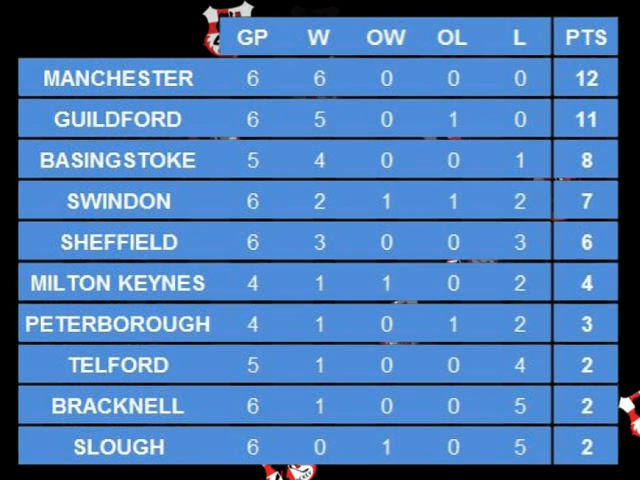 GP W OW OL L PTS
MANCHESTER 6 6 0 0 0 12
GUILDFORD 6 5 0 1 0 11
BASINGSTOKE 5 4 0 0 1 8
SWINDON 6 2 1 1 2 7
SHEFFIELD 6 3 0 0 3 6
MILTON KEYNES 4 1 1 0 2 4
PETERBOROUGH 4 1 0 1 2 3
TELFORD 5 1 0 0 4 2
BRACKNELL 6 1 0 0 5 2
SLOUGH 6 0 1 0 5 2